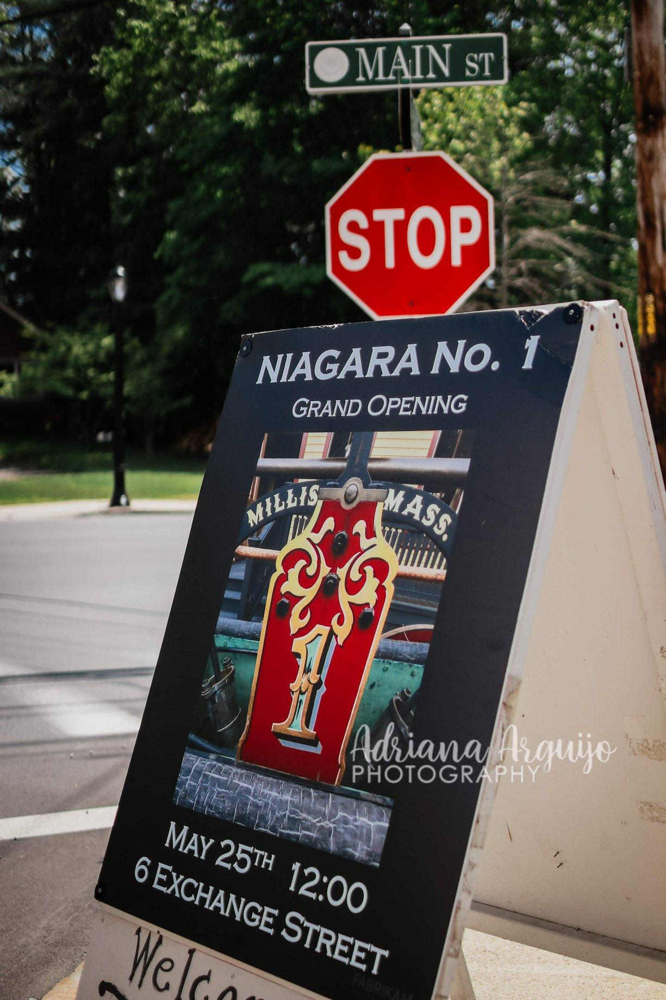 MAIN ST
STOP
NIAGARA No. 1
GRAND OPENING
MILLIS MASS.
1
Adriana Arguijo
PHOTOGRAPHY
MAY 25TH 12:00
6 EXCHANGE STREET
FABRIKAM